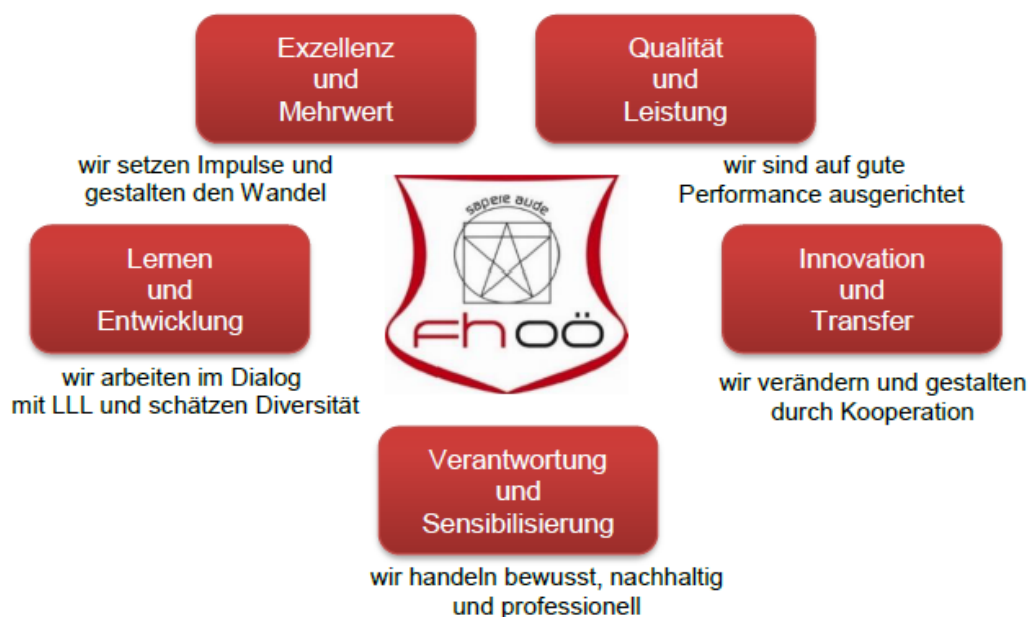 Exzellenz
und
Mehrwert
Qualität
und
Leistung
wir setzen Impulse und
gestalten den Wandel
wir sind auf gute
Performance ausgerichtet
sapere aude
fhoö
Lernen
und
Entwicklung
Innovation
und
Transfer
wir arbeiten im Dialog
mit LLL und schätzen Diversität
wir verändern und gestalten
durch Kooperation
Verantwortung
und
Sensibilisierung
wir handeln bewusst, nachhaltig
und professionell